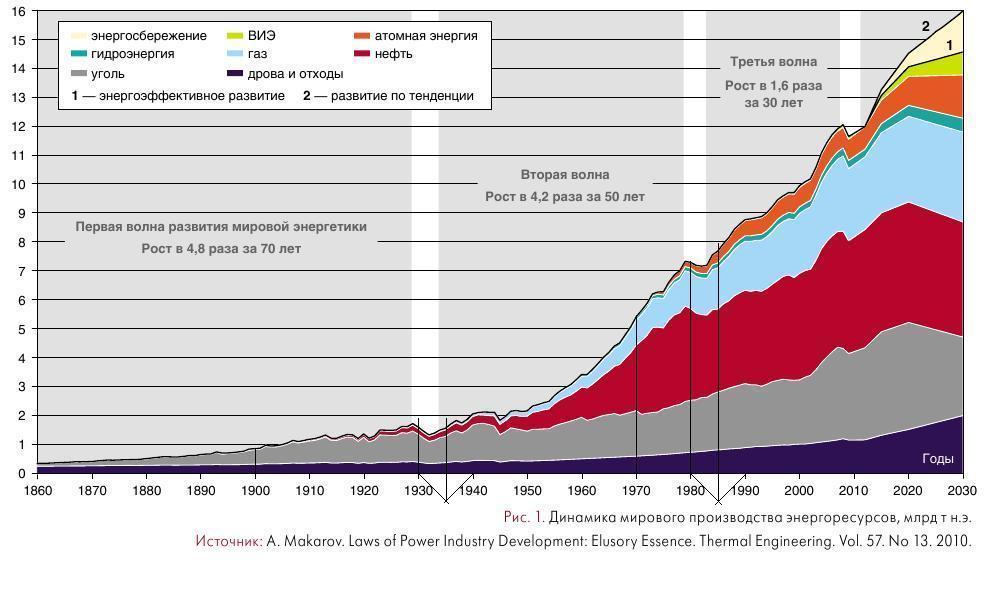 16
15
14
13
12
11
10
9
8
7
6
5
4
3
2
1
0
энергосбережение ВИЭ атомная энергия
гидроэнергия газ нефть
уголь дрова и отходы
1 — энергоэффективное развитие 2 — развитие по тенденции
2
1
Третья волна
Рост в 1,6 раза
за 30 лет
Вторая волна
Рост в 4,2 раза за 50 лет
Первая волна развития мировой энергетики
Рост в 4,8 раза за 70 лет
Годы
1860 1870 1880 1890 1900 1910 1920 1930 1940 1950 1960 1970 1980 1990 2000 2010 2020 2030
Рис. 1. Динамика мирового производства энергоресурсов, млрд т н.э.
Источник: A. Makarov. Laws of Power Industry Development: Elusory Essence. Thermal Engineering. Vol. 57. No 13. 2010.